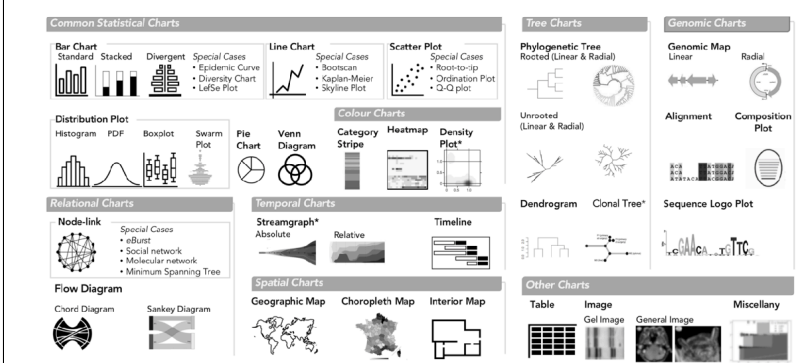 Common Statistical Charts
Bar Chart
Standard Stacked Divergent
Special Cases
• Epidemic Curve
• Diversity Chart
• LefSe Plot
Line Chart
Special Cases
• Bootscan
• Kaplan-Meier
• Skyline Plot
Scatter Plot
Special Cases
• Root-to-tip
• Ordination Plot
• Q-Q plot
Distribution Plot
Histogram PDF Boxplot Swarm
Plot
Pie
Chart
Venn
Diagram
Colour Charts
Category
Stripe
Heatmap
Density
Plot*
Relational Charts
Node-link
Special Cases
• eBurst
• Social network
• Molecular network
• Minimum Spanning Tree
Flow Diagram
Chord Diagram Sankey Diagram
Temporal Charts
Streamgraph*
Absolute Relative
Timeline
Spatial Charts
Geographic Map Choropleth Map Interior Map
Tree Charts
Phylogenetic Tree
Rooted (Linear & Radial)
Unrooted
(Linear & Radial)
Dendrogram Clonal Tree*
Genomic Charts
Genomic Map
Linear Radial
Alignment
Composition
Plot
Sequence Logo Plot
Other Charts
Table Image Miscellany
Gel Image General Image